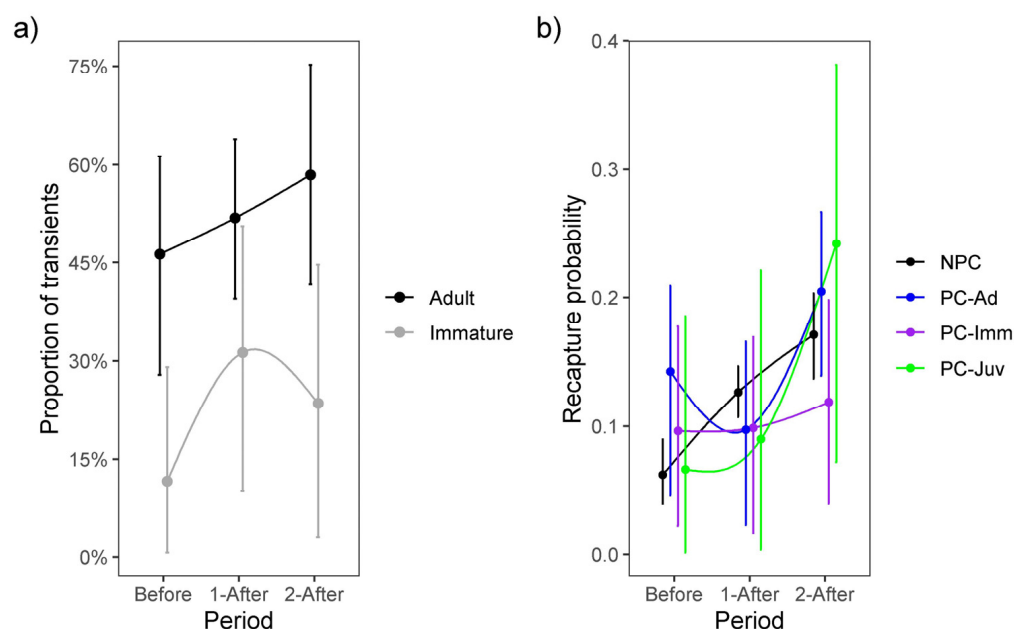 a)
Proportion of transients
75%
60%
45%
30%
15%
0%
Before 1-After 2-After
Period
Adult
Immature
b)
Recapture probability
0.4
0.3
0.2
0.1
0.0
Before 1-After 2-After
Period
NPC
PC-Ad
PC-Imm
PC-Juv